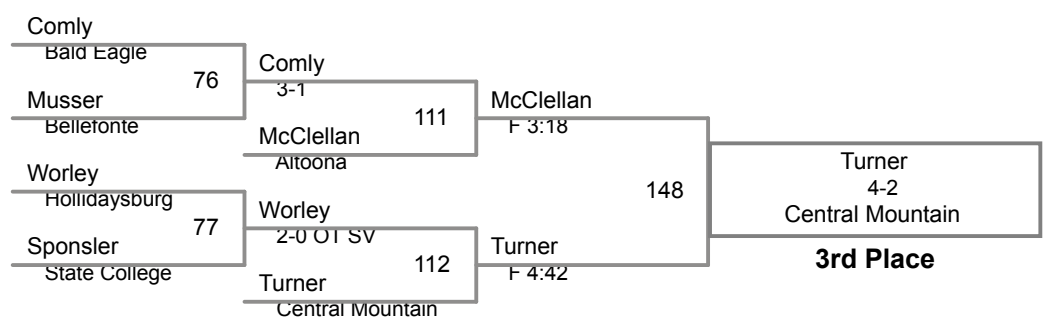 Comly
Bald Eagle
76
Comly
3-1
Musser
Bellefonte
111
McClellan
F 3:18
McClellan
Altoona
Worley
Hollidaysburg
77
Worley
2-0 OT SV
Sponsler
State College
112
Turner
F 4:42
Turner
Central Mountain
148
Turner
4-2
Central Mountain
3rd Place